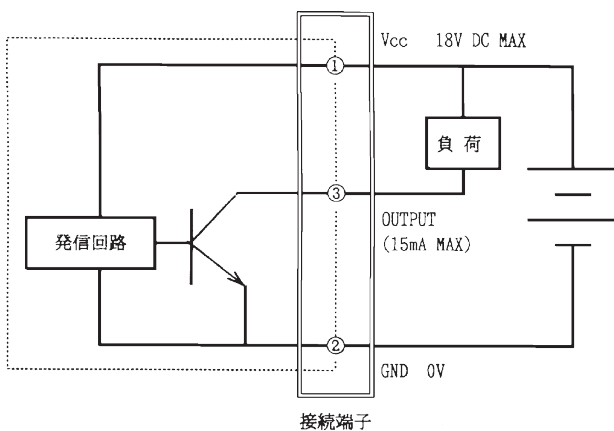 Vcc 18V DC MAX
①
負荷
③
OUTPUT
(15mA MAX)
発信回路
②
GND 0V
接続端子